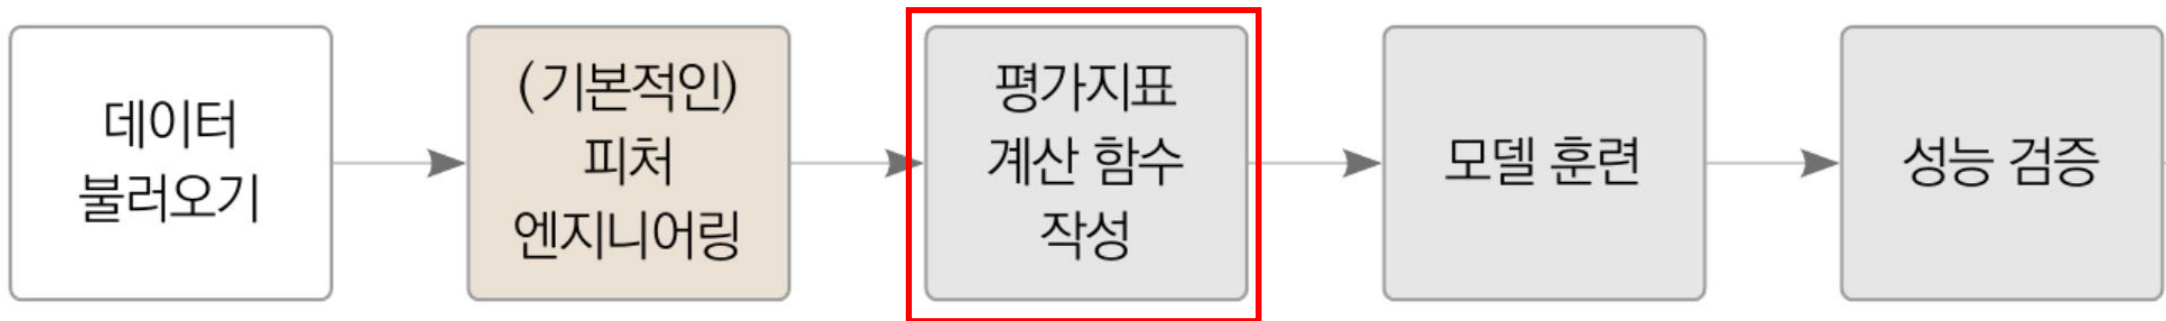 데이터
불러오기
(기본적인)
피처
엔지니어링
평가지표
계산 함수
작성
모델 훈련
성능 검증